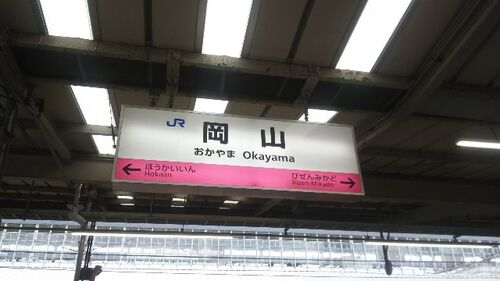 JR 岡山
おかやま Okayama
← ほうかいいん
Hokaiin
びぜんみかど →
Bizen-Mikado